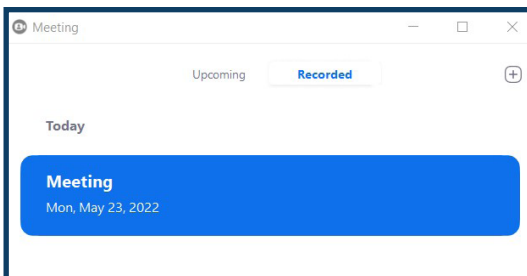 Meeting
Upcoming Recorded
Today
Meeting
Mon, May 23, 2022